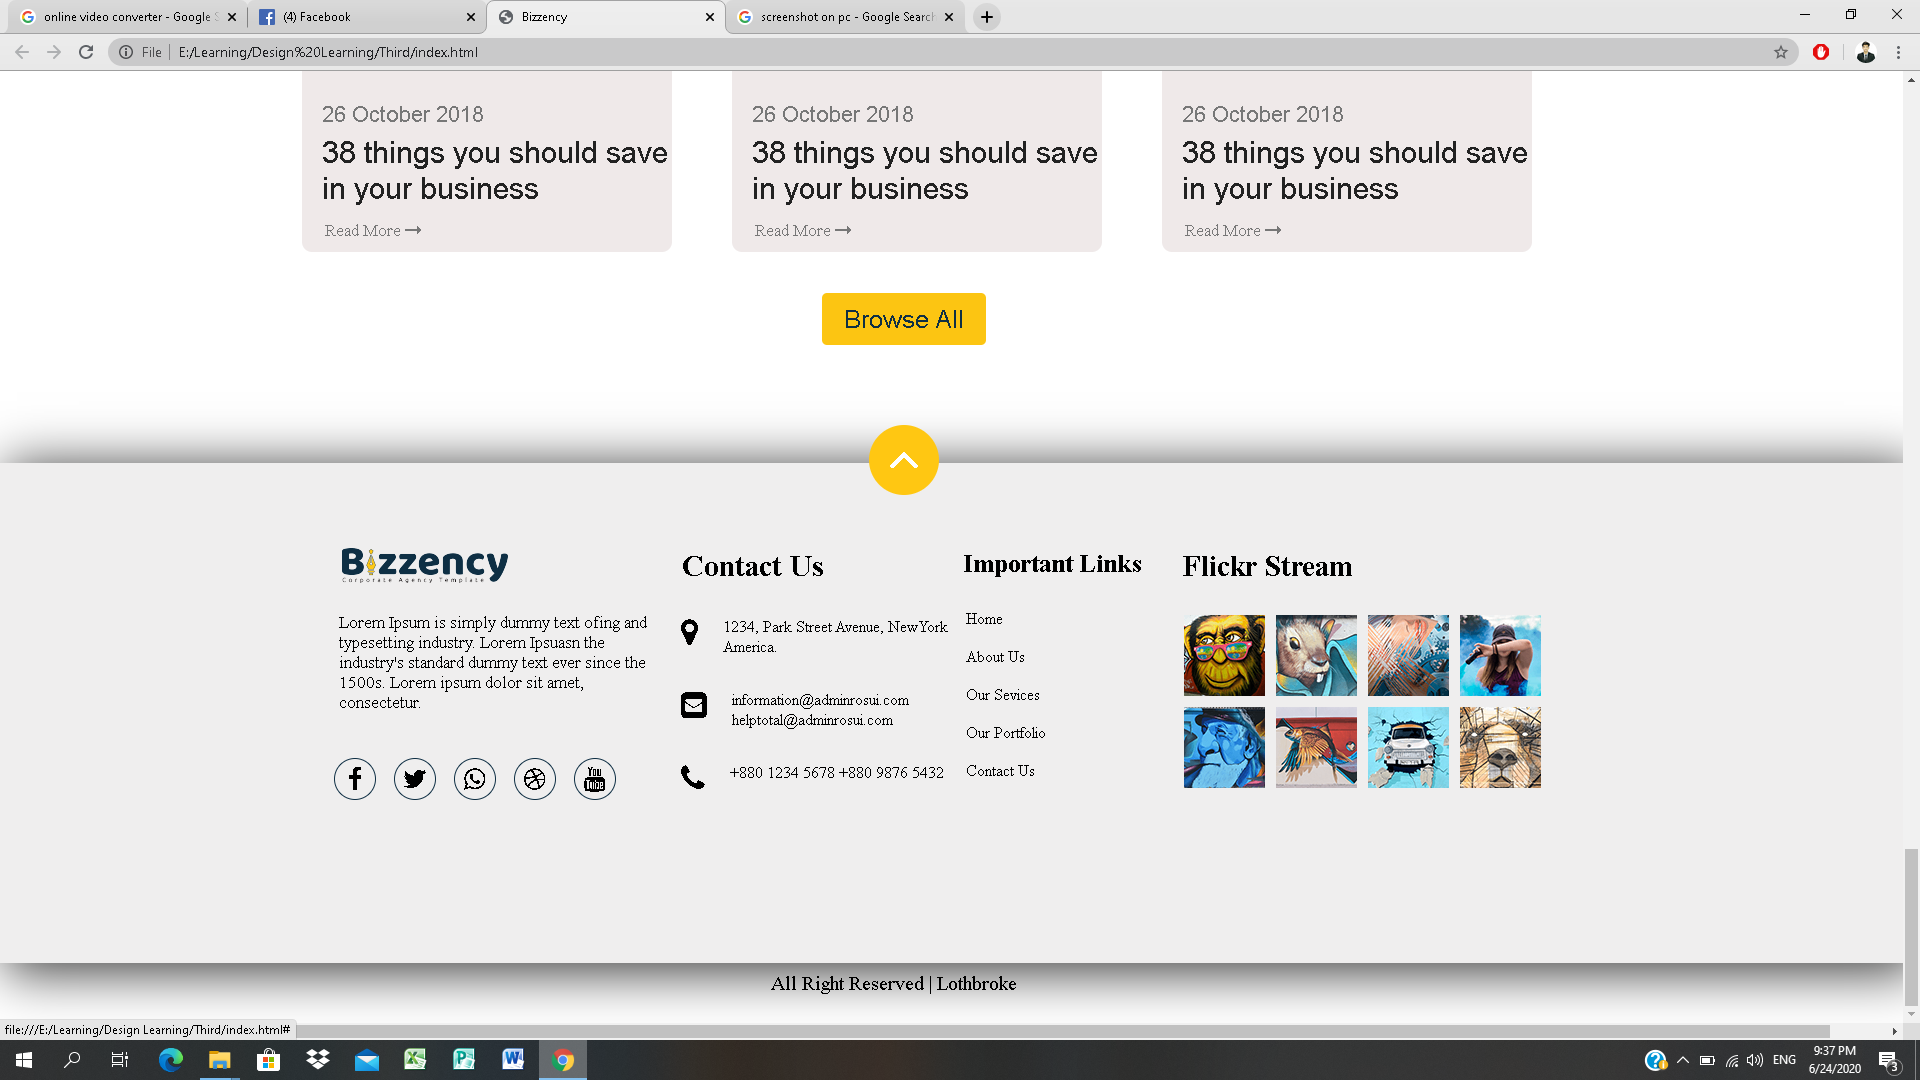 online video converter - Google S
(4) Facebook
Bizzency
screenshot on pc - Google Search
File
E:/Learning/Design%20Learning/Third/index.html
26 October 2018
38 things you should save
in your business
Read More
26 October 2018
38 things you should save
in your business
Read More
26 October 2018
38 things you should save
in your business
Read More
Browse All
Bizzency
Corporate Agency Template
Lorem Ipsum is simply dummy text ofing and
typesetting industry. Lorem Ipsuasn the
industry's standard dummy text ever since the
1500s. Lorem ipsum dolor sit amet,
consectetur.
You
Tube
Contact Us
1234, Park Street Avenue, NewYork
America.
information@adminrosui.com
helptotal@adminrosui.com
+880 1234 5678 +880 9876 5432
Important Links
Home
About Us
Our Sevices
Our Portfolio
Contact Us
Flickr Stream
All Right Reserved | Lothbroke
file:///E:/Learning/Design Learning/Third/index.html#
ENG
9:37 PM
6/24/2020
3